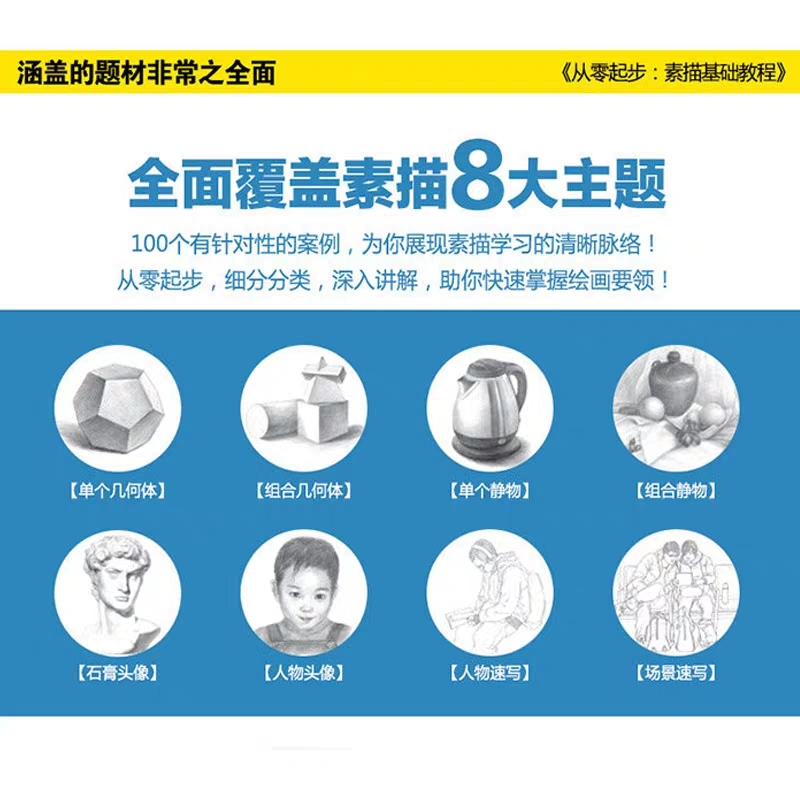 涵盖的题材非常之全面
《从零起步：素描基础教程》
全面覆盖素描8大主题
100个有针对性的案例，为你展现素描学习的清晰脉络！
从零起步，细分分类，深入讲解，助你快速掌握绘画要领！
【单个几何体】 【组合几何体】 【单个静物】 【组合静物】
【石膏头像】 【人物头像】 【人物速写】 【场景速写】